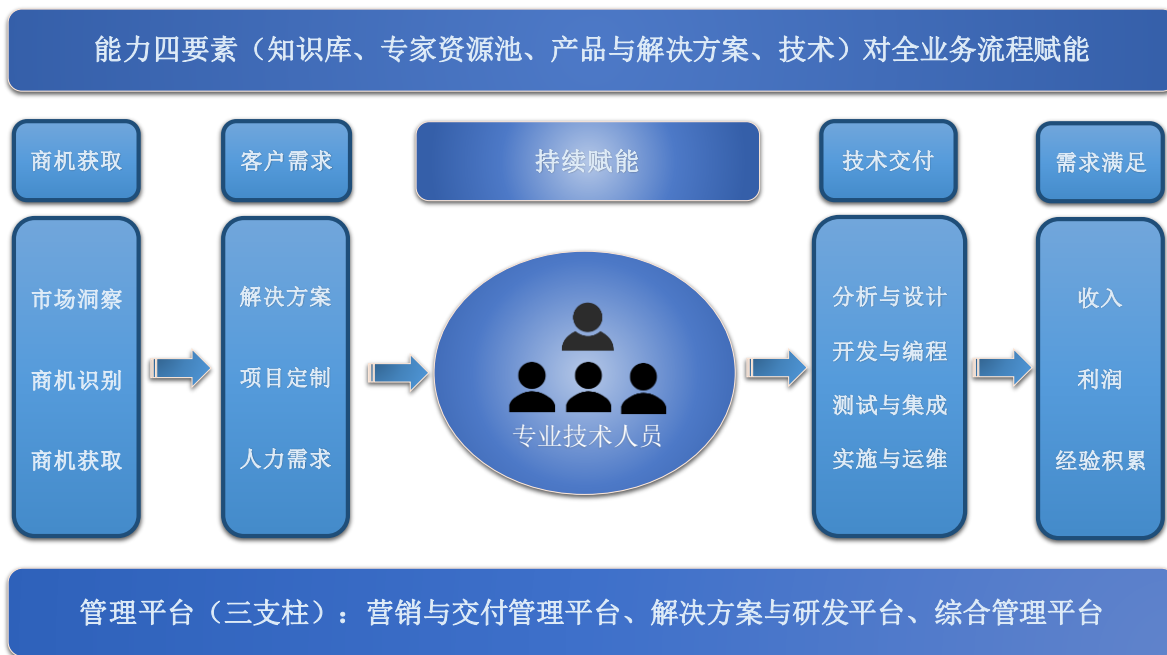 能力四要素（知识库、专家资源池、产品与解决方案、技术）对全业务流程赋能
商机获取
客户需求
持续赋能
技术交付
需求满足
市场洞察
商机识别
商机获取
解决方案
项目定制
人力需求
专业技术人员
分析与设计
开发与编程
测试与集成
实施与运维
收入
利润
经验积累
管理平台（三支柱）：营销与交付管理平台、解决方案与研发平台、综合管理平台